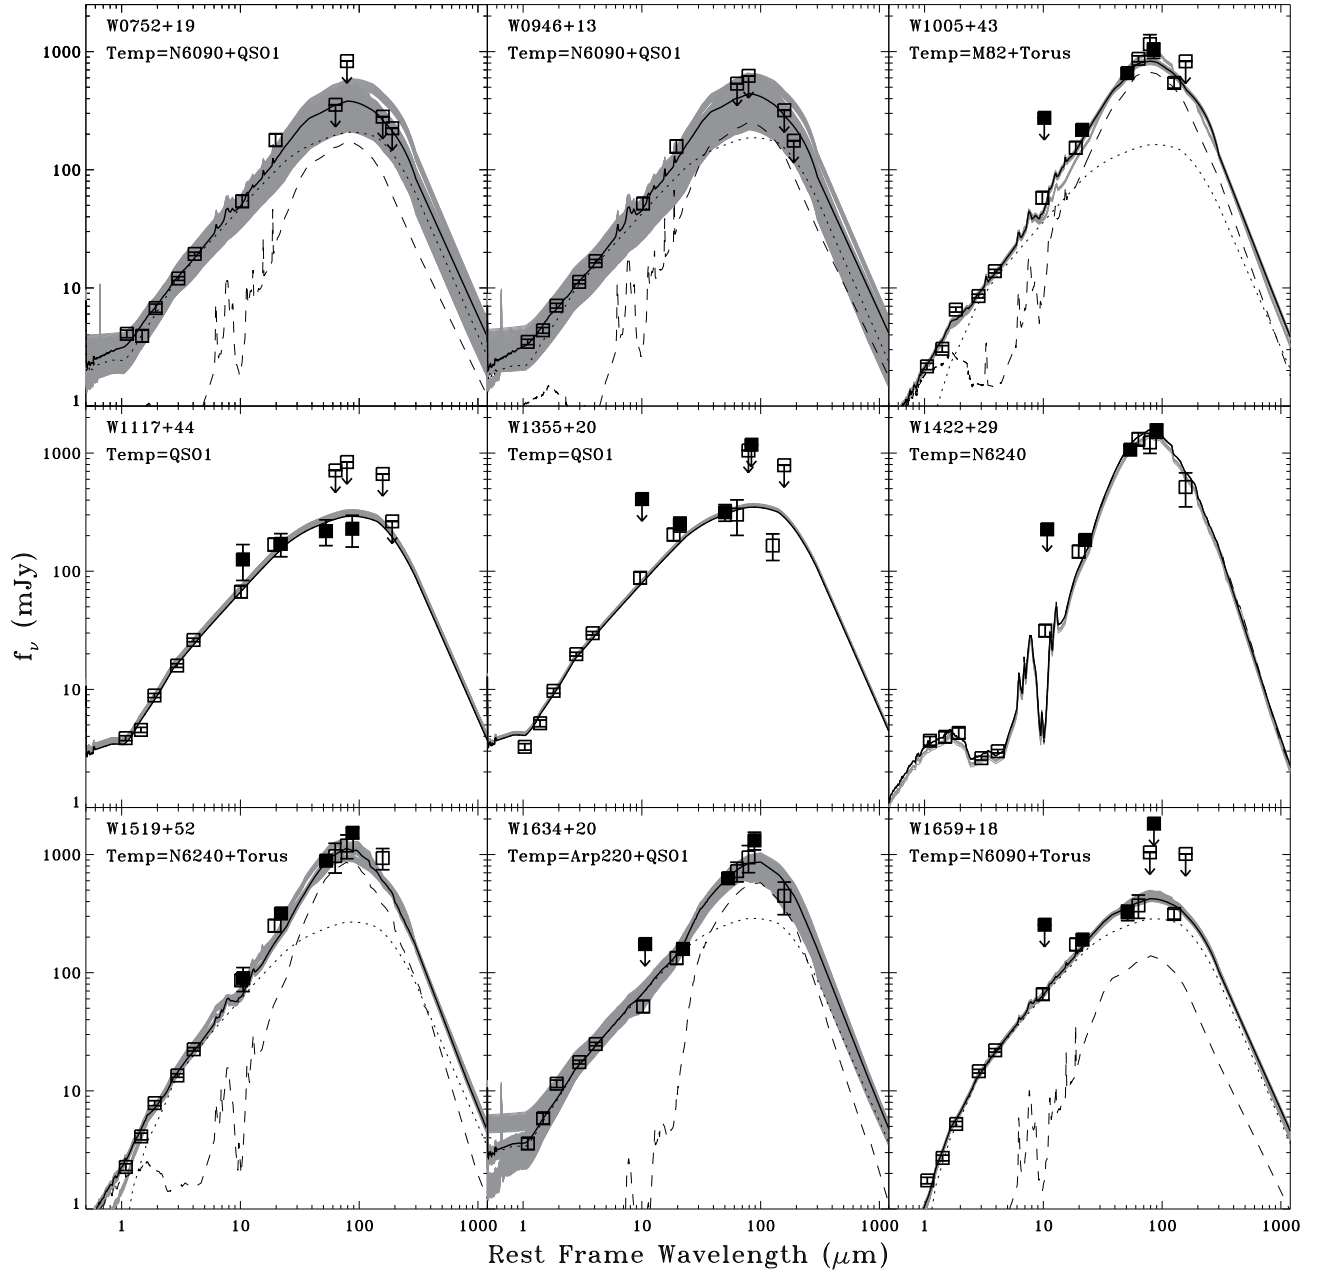 W0752+19
Temp=N6090+QSO1
W0946+13
Temp=N6090+QSO1
W1005+43
Temp=M82+Torus
1000
100
10
1
W1117+44
Temp=QSO1
W1355+20
Temp=QSO1
W1422+29
Temp=N6240
1000
100
10
1
fν (mJy)
W1519+52
Temp=N6240+Torus
W1634+20
Temp=Arp220+QSO1
W1659+18
Temp=N6090+Torus
1000
100
10
1
1 10 100 1000 1 10 100 1000 1 10 100 1000
Rest Frame Wavelength (μm)